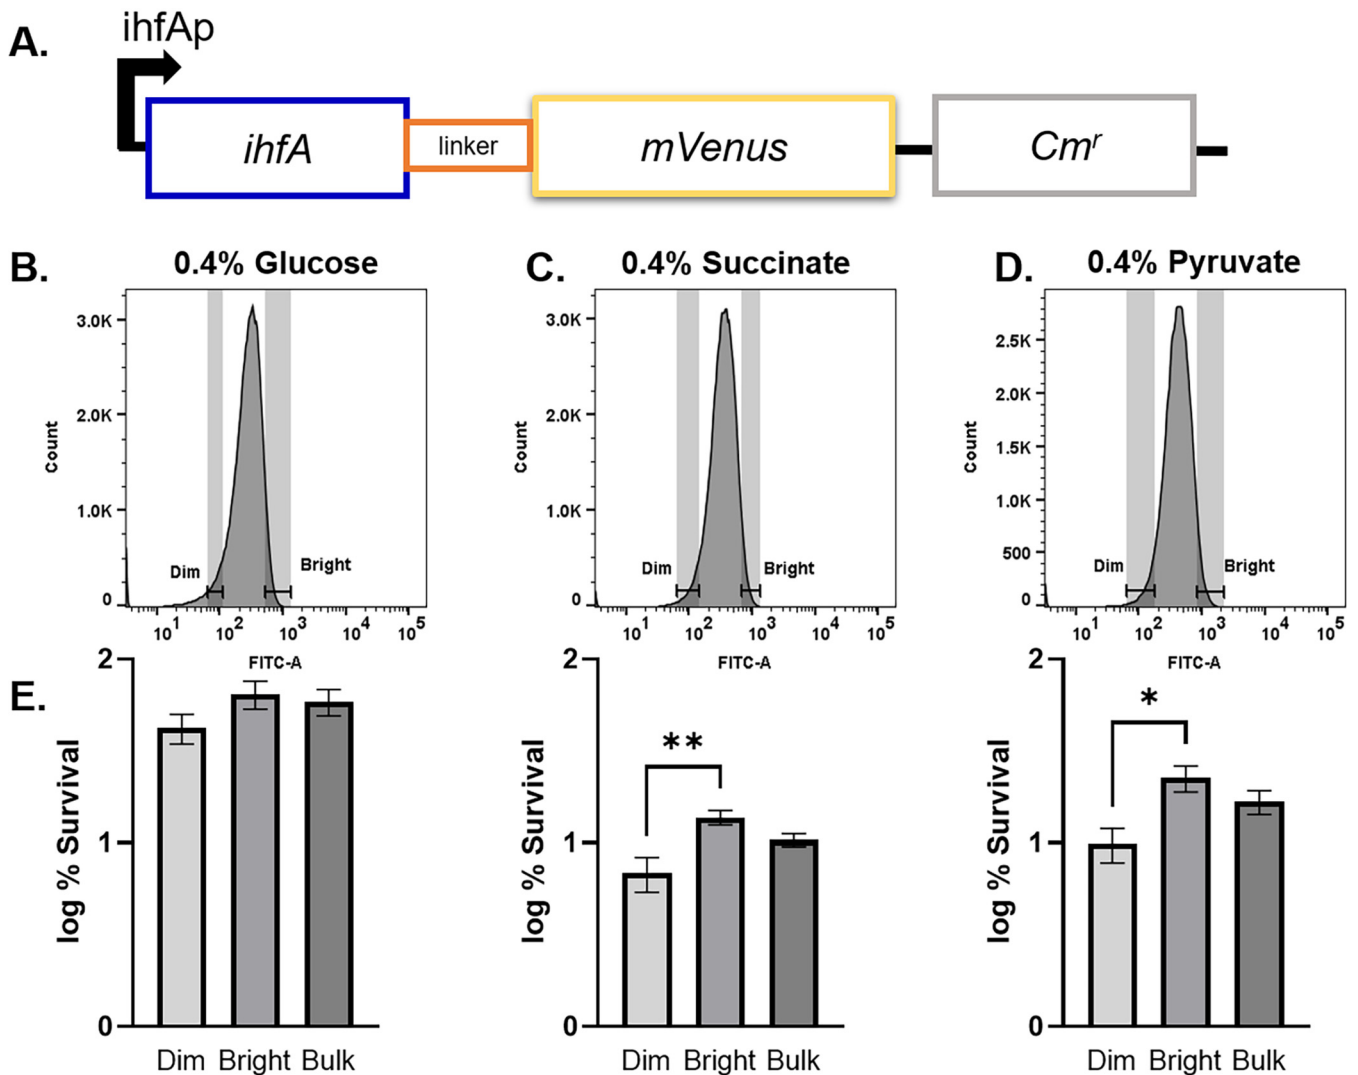 A.
ihfAp
ihfA
linker
mVenus
Cmʳ
B.
0.4% Glucose
3.0K
2.0K
1.0K
0
Count
Dim
Bright
10¹ 10² 10³ 10⁴ 10⁵
FITC-A
C.
0.4% Succinate
3.0K
2.0K
1.0K
0
Count
Dim
Bright
10¹ 10² 10³ 10⁴ 10⁵
FITC-A
D.
0.4% Pyruvate
2.5K
2.0K
1.5K
1.0K
500
0
Count
Dim
Bright
10¹ 10² 10³ 10⁴ 10⁵
FITC-A
E.
2
1
0
log % Survival
Dim Bright Bulk
2
1
0
log % Survival
**
Dim Bright Bulk
2
1
0
log % Survival
*
Dim Bright Bulk